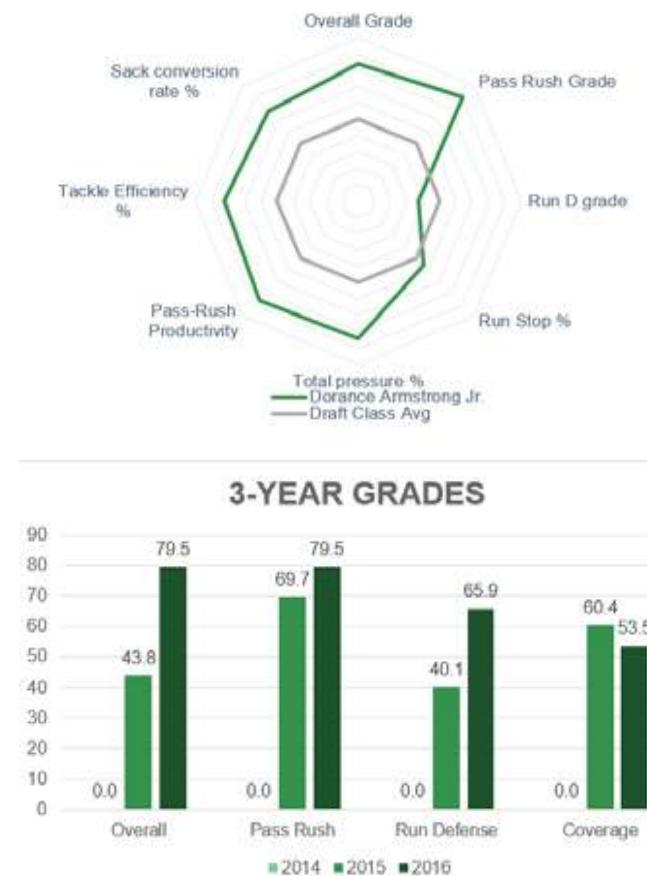 Overall Grade
Sack conversion
rate %
Pass Rush Grade
Tackle Efficiency
%
Run D grade
Pass-Rush
Productivity
Run Stop %
Total pressure %
Dorance Armstrong Jr.
Draft Class Avg
3-YEAR GRADES
90
80
70
60
50
40
30
20
10
0
0.0 43.8 79.5
0.0 69.7 79.5
0.0 40.1 65.9
0.0 60.4 53.5
Overall Pass Rush Run Defense Coverage
2014 2015 2016